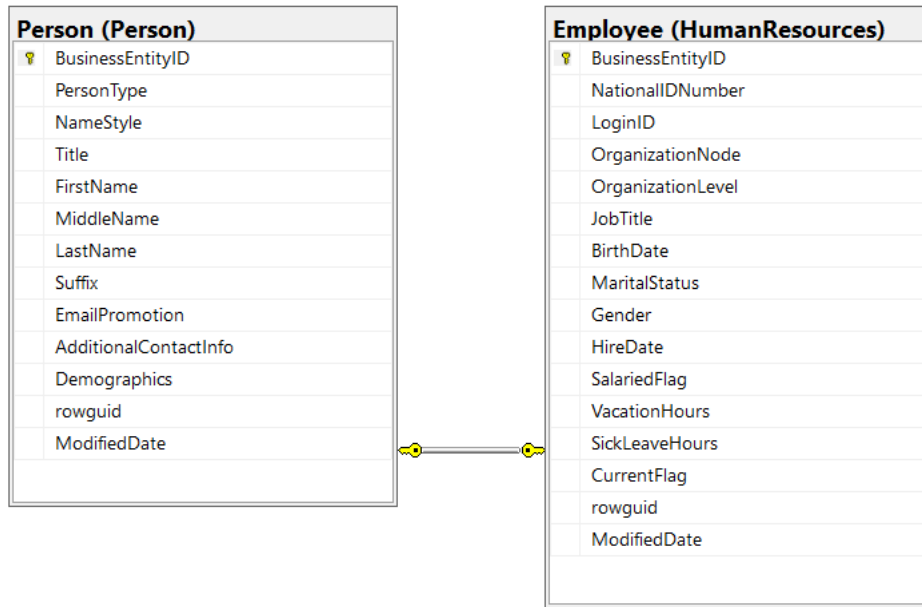 Person (Person)
BusinessEntityID
PersonType
NameStyle
Title
FirstName
MiddleName
LastName
Suffix
EmailPromotion
AdditionalContactInfo
Demographics
rowguid
ModifiedDate
Employee (HumanResources)
BusinessEntityID
NationalIDNumber
LoginID
OrganizationNode
OrganizationLevel
JobTitle
BirthDate
MaritalStatus
Gender
HireDate
SalariedFlag
VacationHours
SickLeaveHours
CurrentFlag
rowguid
ModifiedDate